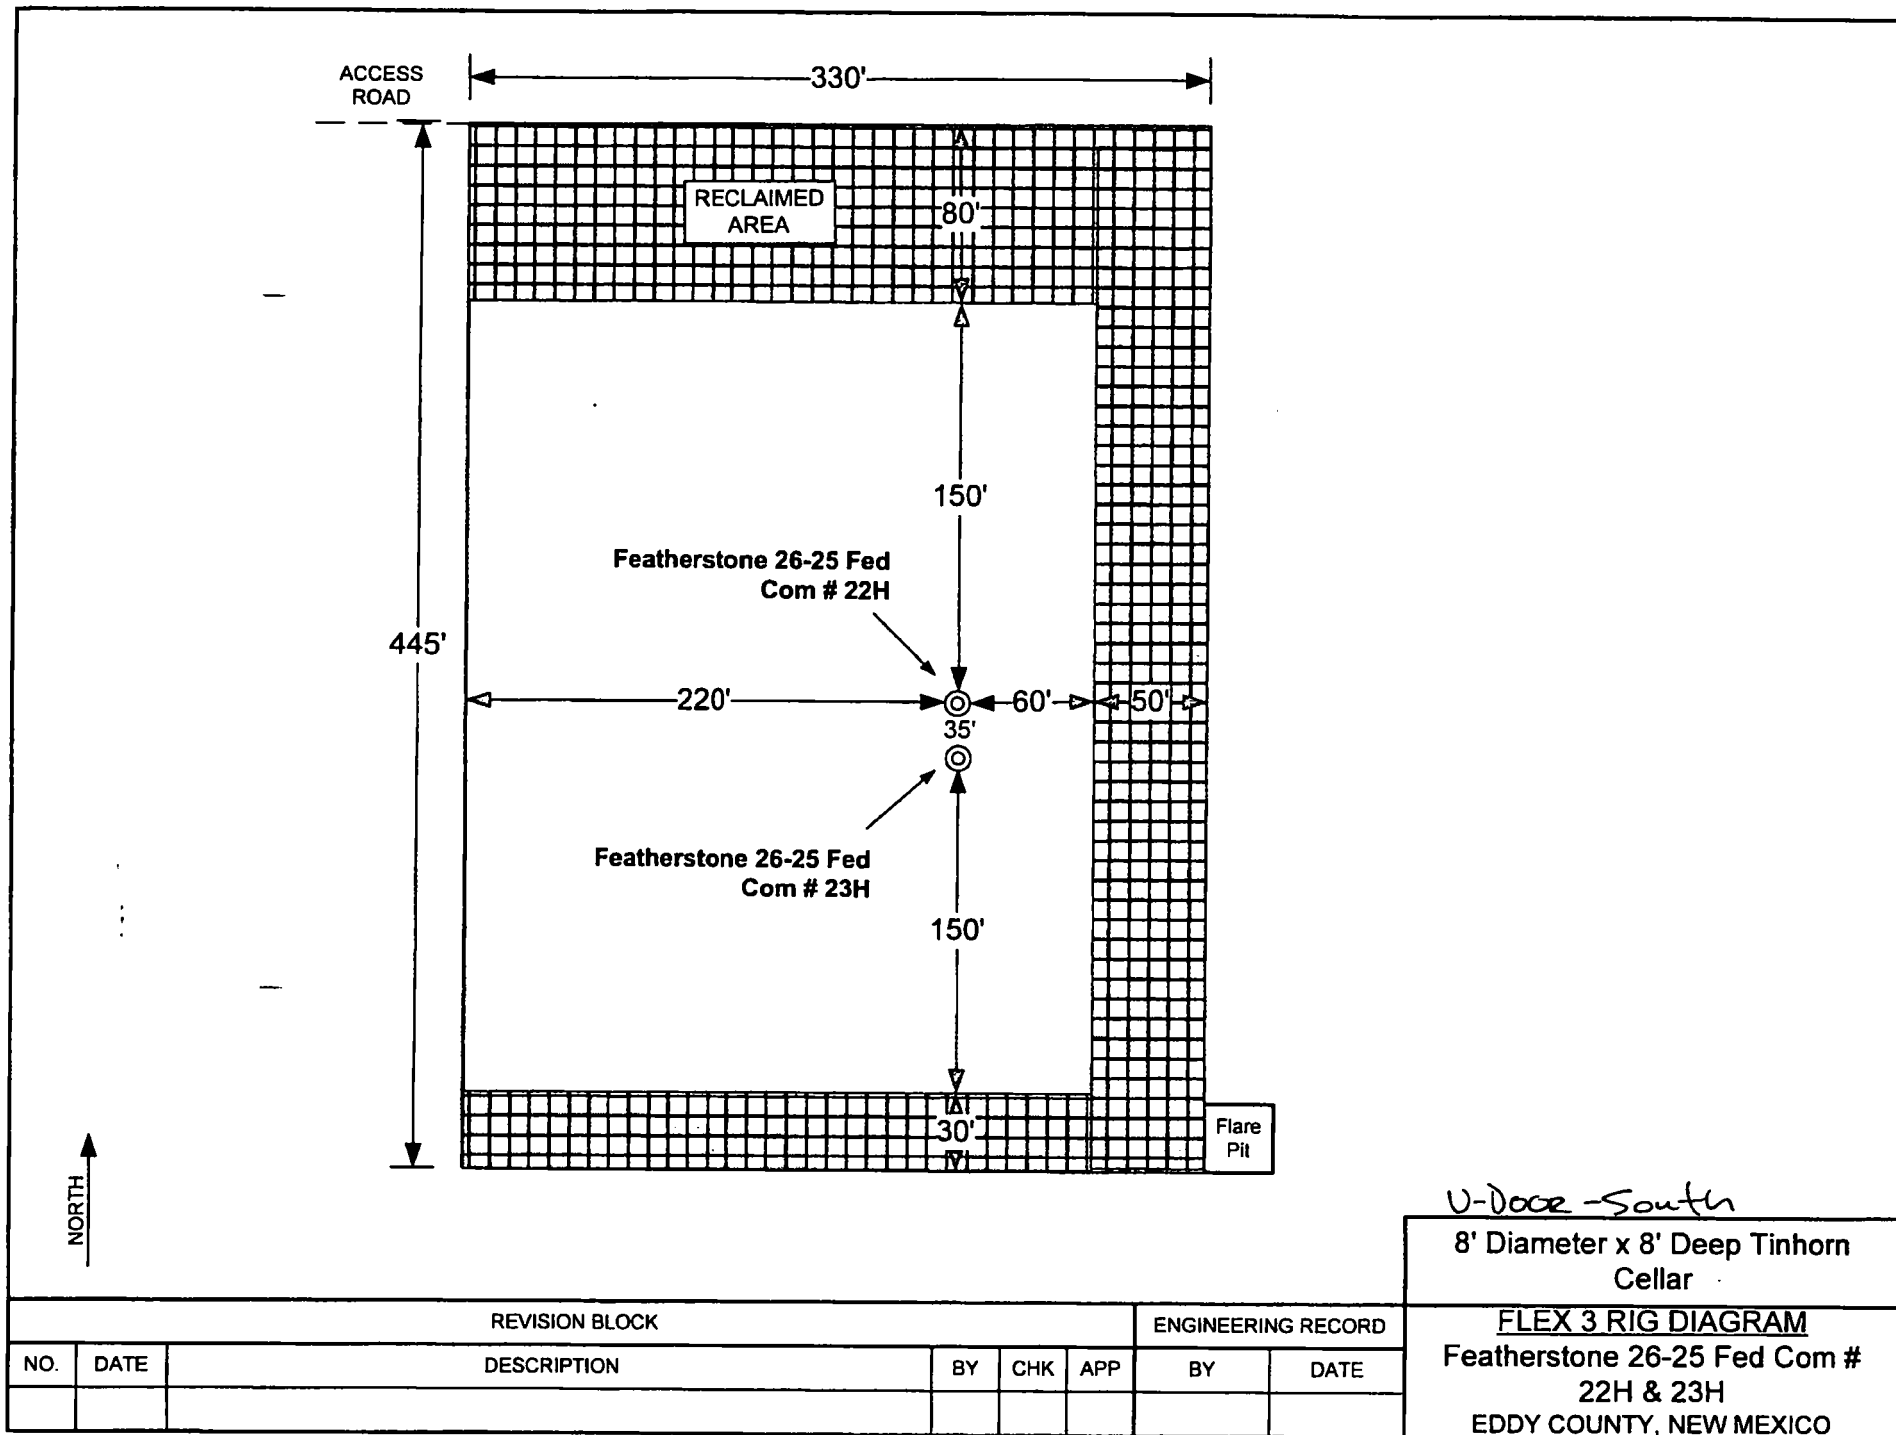 ACCESS
ROAD
330'
RECLAIMED
AREA
80'
150'
Featherstone 26-25 Fed
Com # 22H
445'
220'
60'
50'
35'
Featherstone 26-25 Fed
Com # 23H
150'
30'
Flare
Pit
NORTH
V-Door-South
8' Diameter x 8' Deep Tinhorn
Cellar
REVISION BLOCK
ENGINEERING RECORD
NO.
DATE
DESCRIPTION
BY
CHK
APP
BY
DATE
FLEX 3 RIG DIAGRAM
Featherstone 26-25 Fed Com #
22H & 23H
EDDY COUNTY, NEW MEXICO